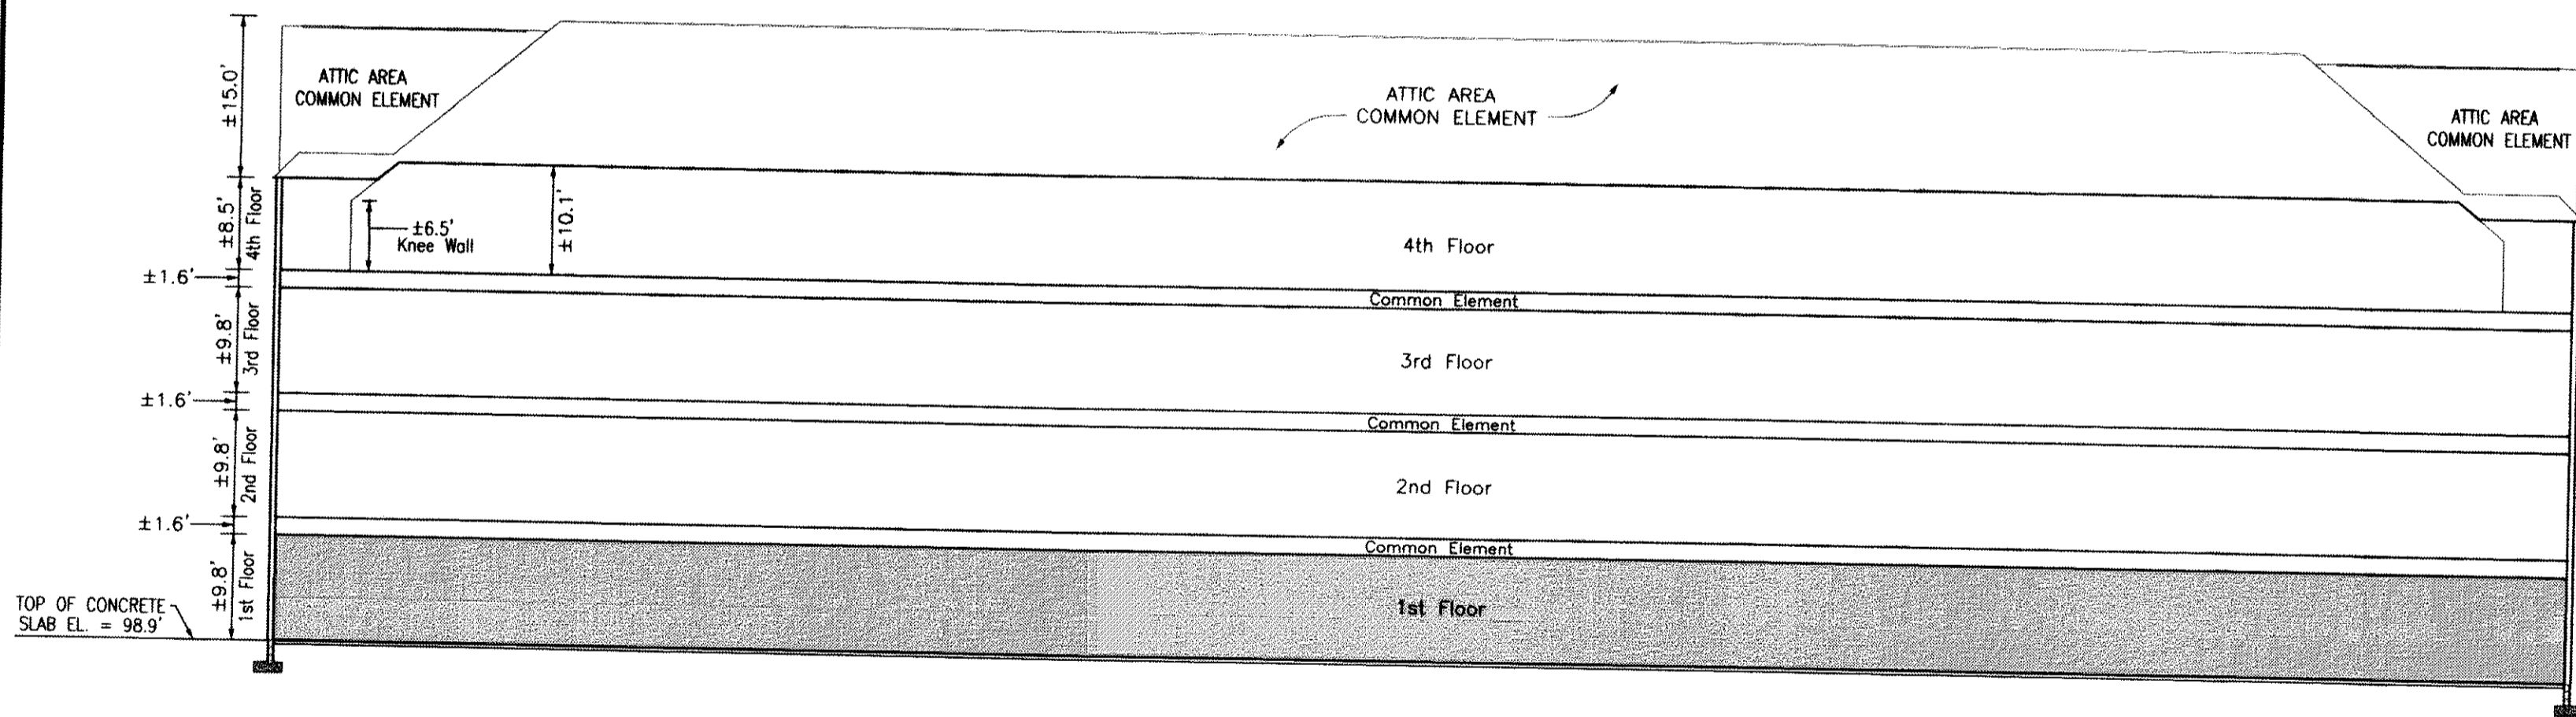 ±15.0'
ATTIC AREA
COMMON ELEMENT
ATTIC AREA
COMMON ELEMENT
ATTIC AREA
COMMON ELEMENT
±8.5'
4th Floor
±6.5'
Knee Wall
±10.1'
4th Floor
±1.6'
Common Element
±9.8'
3rd Floor
3rd Floor
±1.6'
Common Element
±9.8'
2nd Floor
2nd Floor
±1.6'
Common Element
±9.8'
1st Floor
1st Floor
TOP OF CONCRETE
SLAB EL. = 98.9'